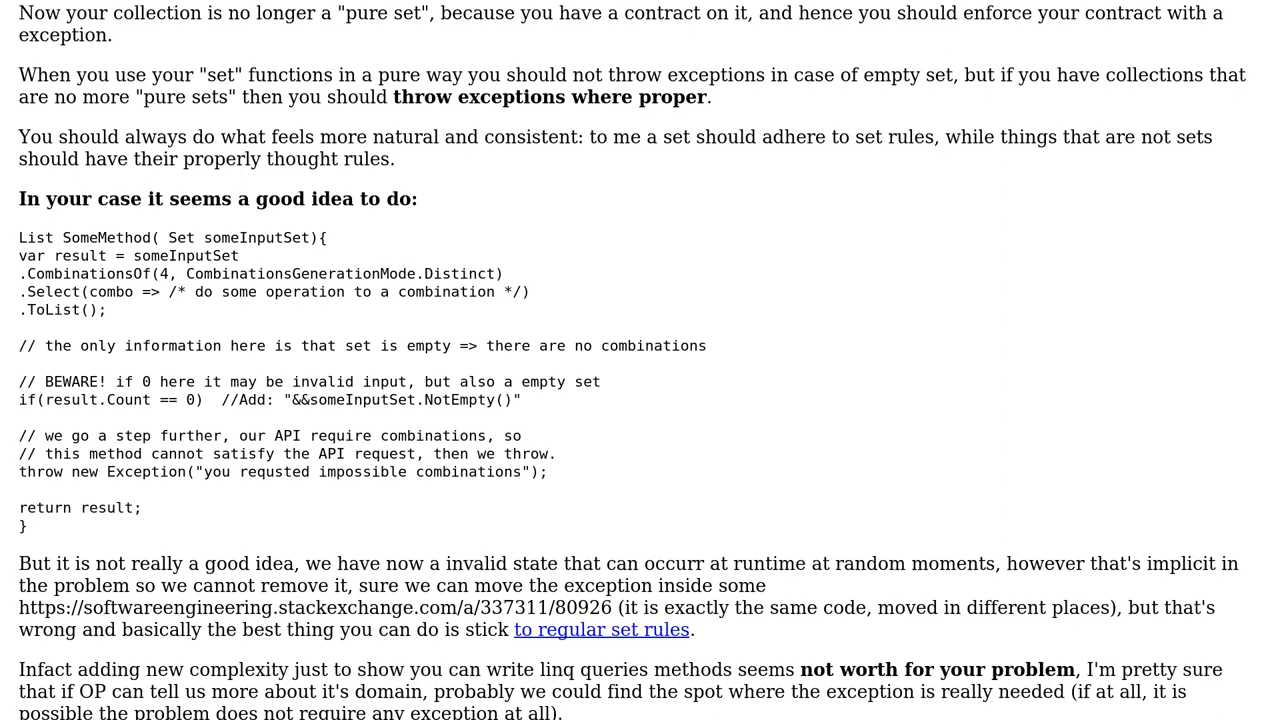 Now your collection is no longer a "pure set", because you have a contract on it, and hence you should enforce your contract with a
exception.
When you use your "set" functions in a pure way you should not throw exceptions in case of empty set, but if you have collections that
are no more "pure sets" then you should throw exceptions where proper.
You should always do what feels more natural and consistent: to me a set should adhere to set rules, while things that are not sets
should have their properly thought rules.
In your case it seems a good idea to do:
List SomeMethod( Set someInputSet){
var result = someInputSet
.CombinationsOf(4, CombinationsGenerationMode.Distinct)
.Select(combo => /* do some operation to a combination */)
.ToList();
// the only information here is that set is empty => there are no combinations
// BEWARE! if 0 here it may be invalid input, but also a empty set
if(result.Count == 0)  //Add: "&&someInputSet.NotEmpty()"
// we go a step further, our API require combinations, so
// this method cannot satisfy the API request, then we throw.
throw new Exception("you requsted impossible combinations");
return result;
}
But it is not really a good idea, we have now a invalid state that can occurr at runtime at random moments, however that's implicit in
the problem so we cannot remove it, sure we can move the exception inside some
https://softwareengineering.stackexchange.com/a/337311/80926 (it is exactly the same code, moved in different places), but that's
wrong and basically the best thing you can do is stick to regular set rules.
Infact adding new complexity just to show you can write linq queries methods seems not worth for your problem, I'm pretty sure
that if OP can tell us more about it's domain, probably we could find the spot where the exception is really needed (if at all, it is
possible the problem does not require any exception at all).